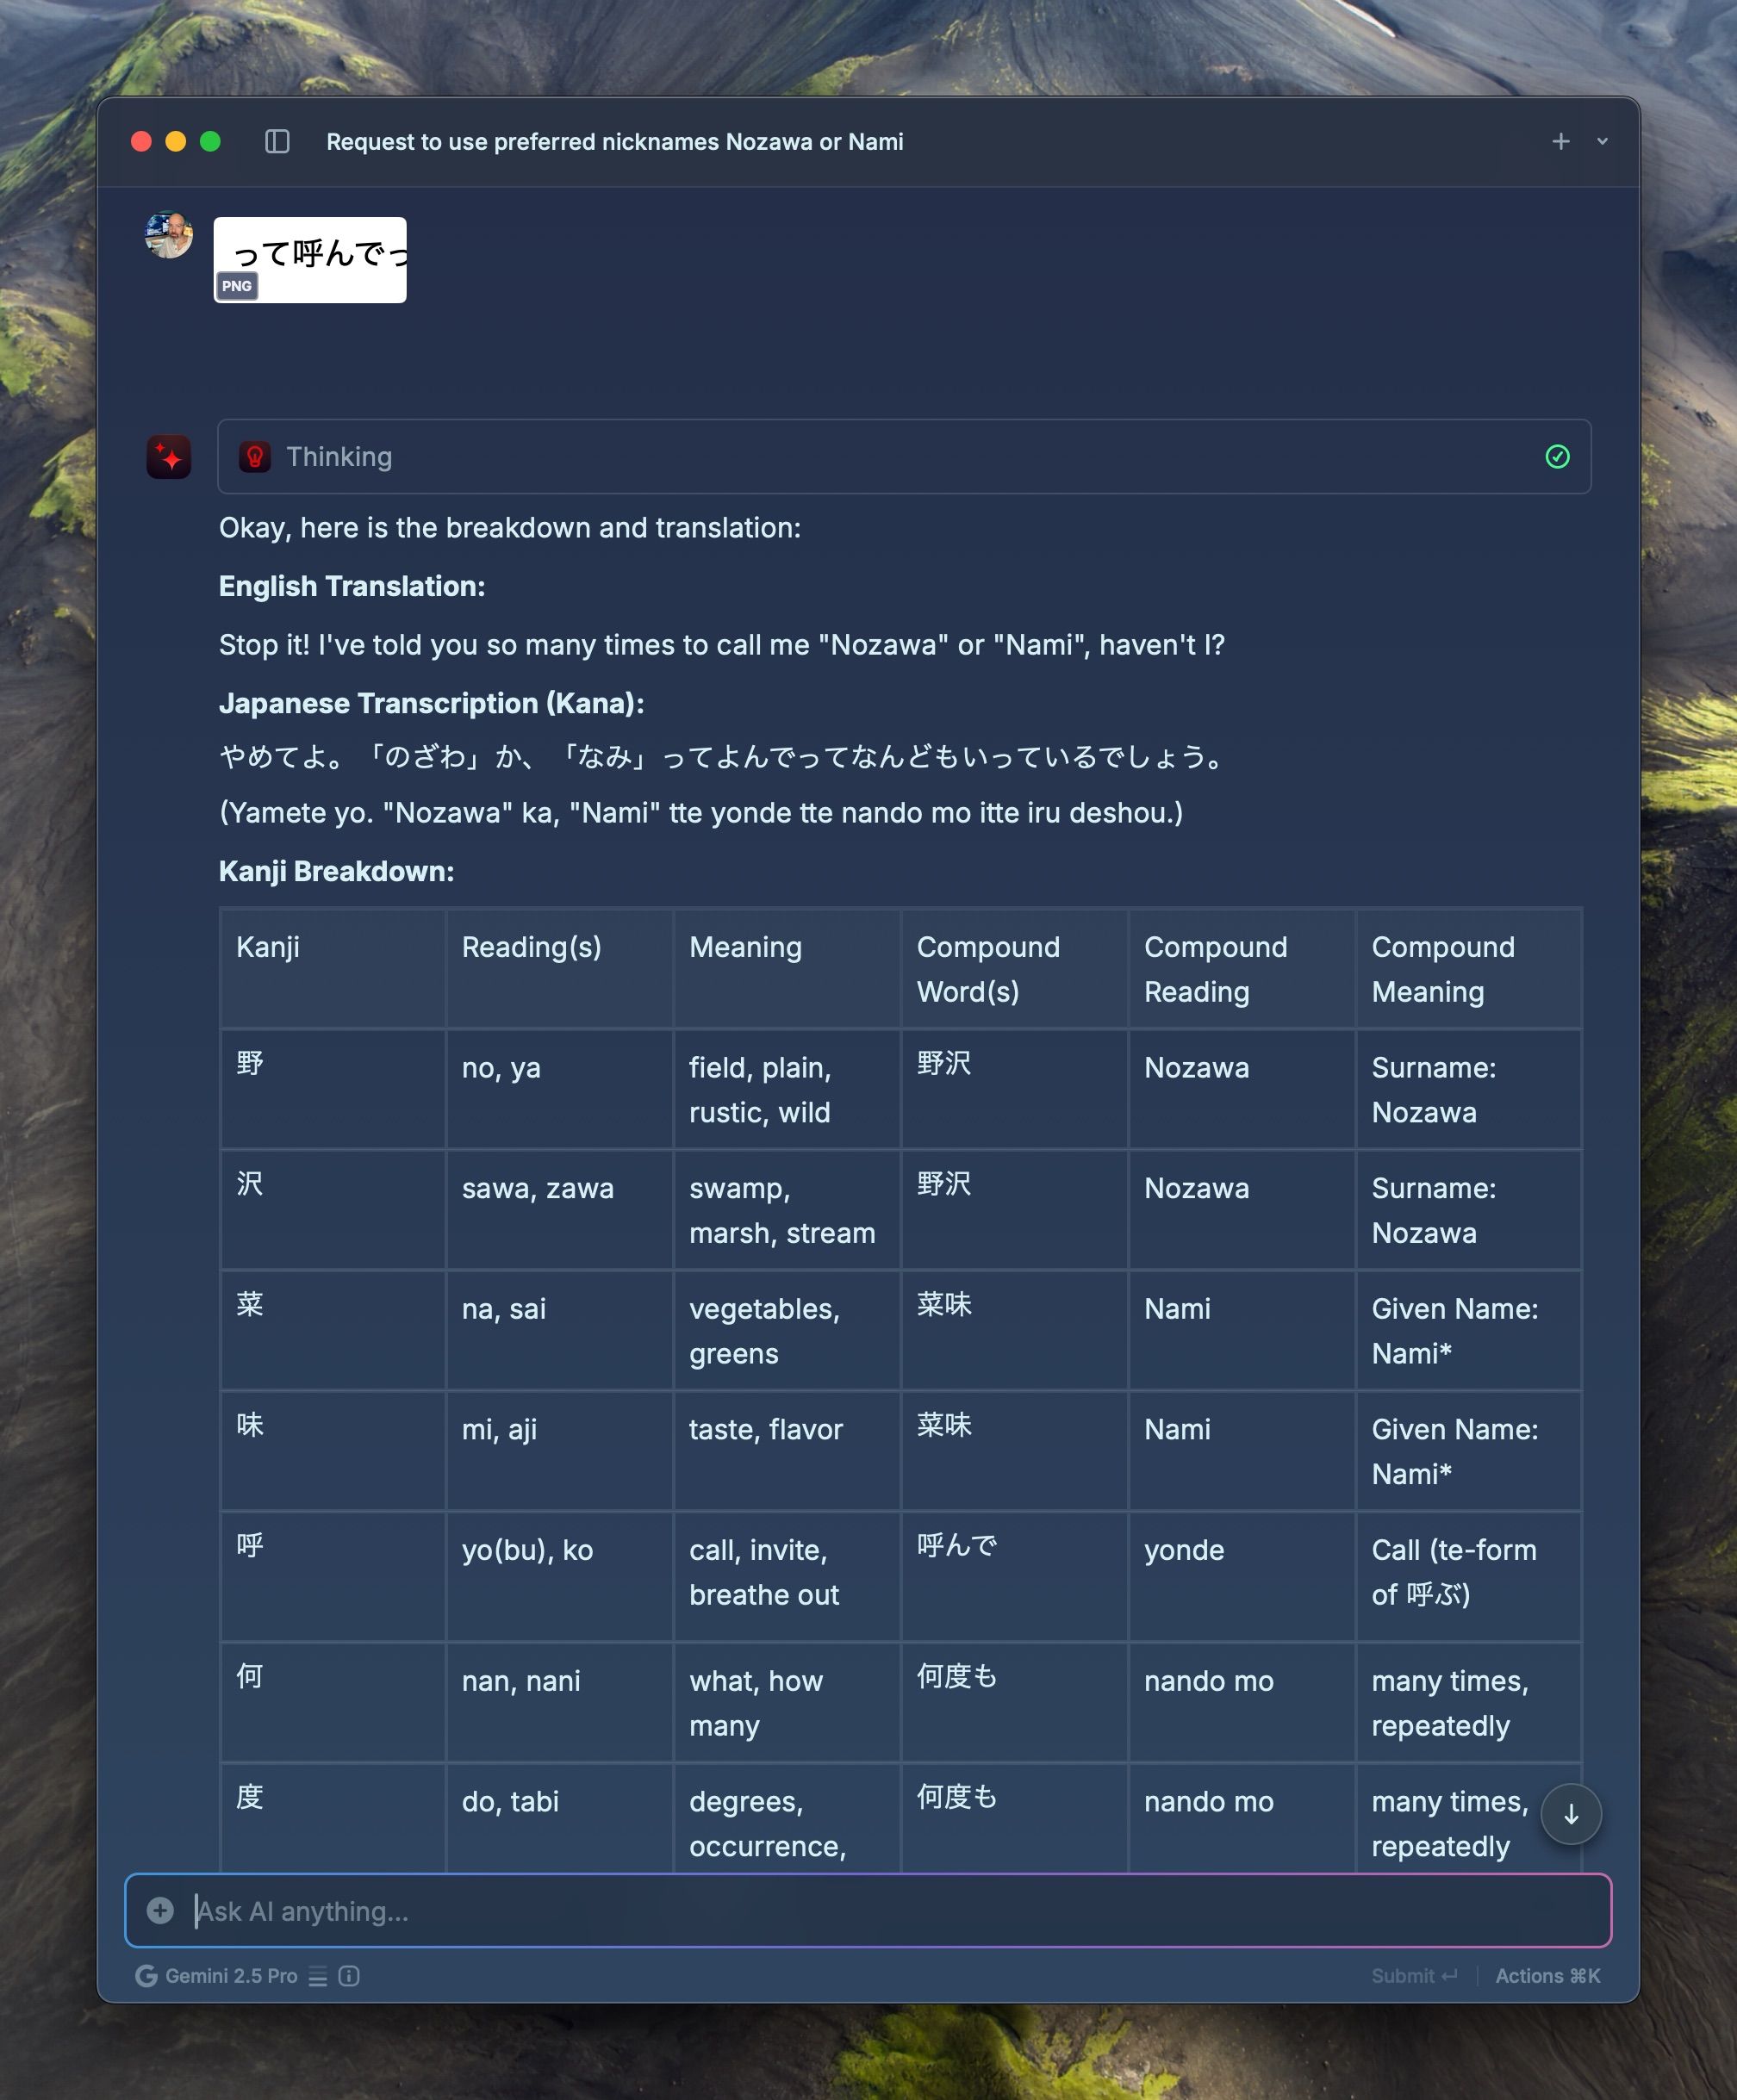 Request to use preferred nicknames Nozawa or Nami
って呼んでっ
PNG
Thinking
Okay, here is the breakdown and translation:
English Translation:
Stop it! I've told you so many times to call me "Nozawa" or "Nami", haven't I?
Japanese Transcription (Kana):
やめてよ。「のざわ」か、「なみ」ってよんでってなんどもいっているでしょう。
(Yamete yo. "Nozawa" ka, "Nami" tte yonde tte nando mo itte iru deshou.)
Kanji Breakdown:
Kanji Reading(s) Meaning Compound Compound Compound
Word(s) Reading Meaning
野 no, ya field, plain, 野沢 Nozawa Surname:
rustic, wild Nozawa
沢 sawa, zawa swamp, 野沢 Nozawa Surname:
marsh, stream Nozawa
菜 na, sai vegetables, 菜味 Nami Given Name:
greens Nami*
味 mi, aji taste, flavor 菜味 Nami Given Name:
Nami*
呼 yo(bu), ko call, invite, 呼んで yonde Call (te-form
breathe out of 呼ぶ)
何 nan, nani what, how 何度も nando mo many times,
many repeatedly
度 do, tabi degrees, 何度も nando mo many times,
occurrence, repeatedly
Ask AI anything...
Gemini 2.5 Pro Submit ↵ Actions ⌘K